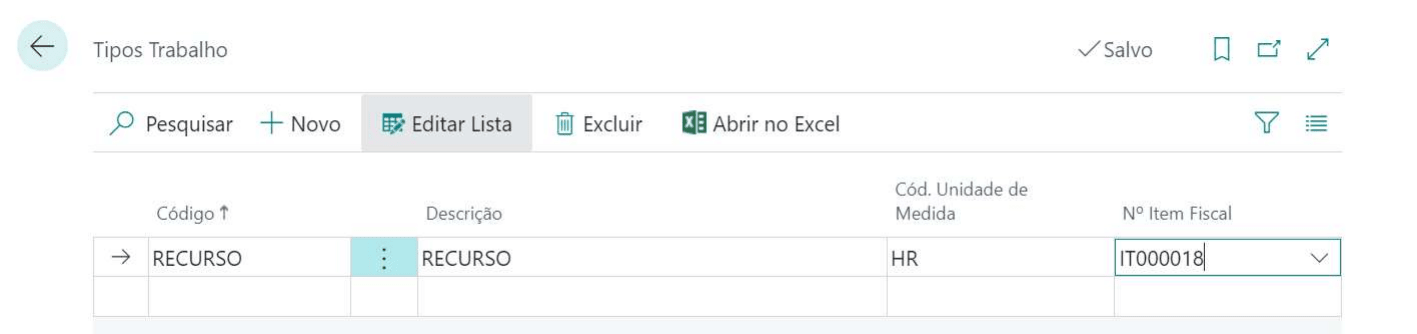 Tipos Trabalho
Salvo
Pesquisar Novo Editar Lista Excluir Abrir no Excel
Código ↑ Descrição Cód. Unidade de Medida Nº Item Fiscal
RECURSO RECURSO HR IT000018